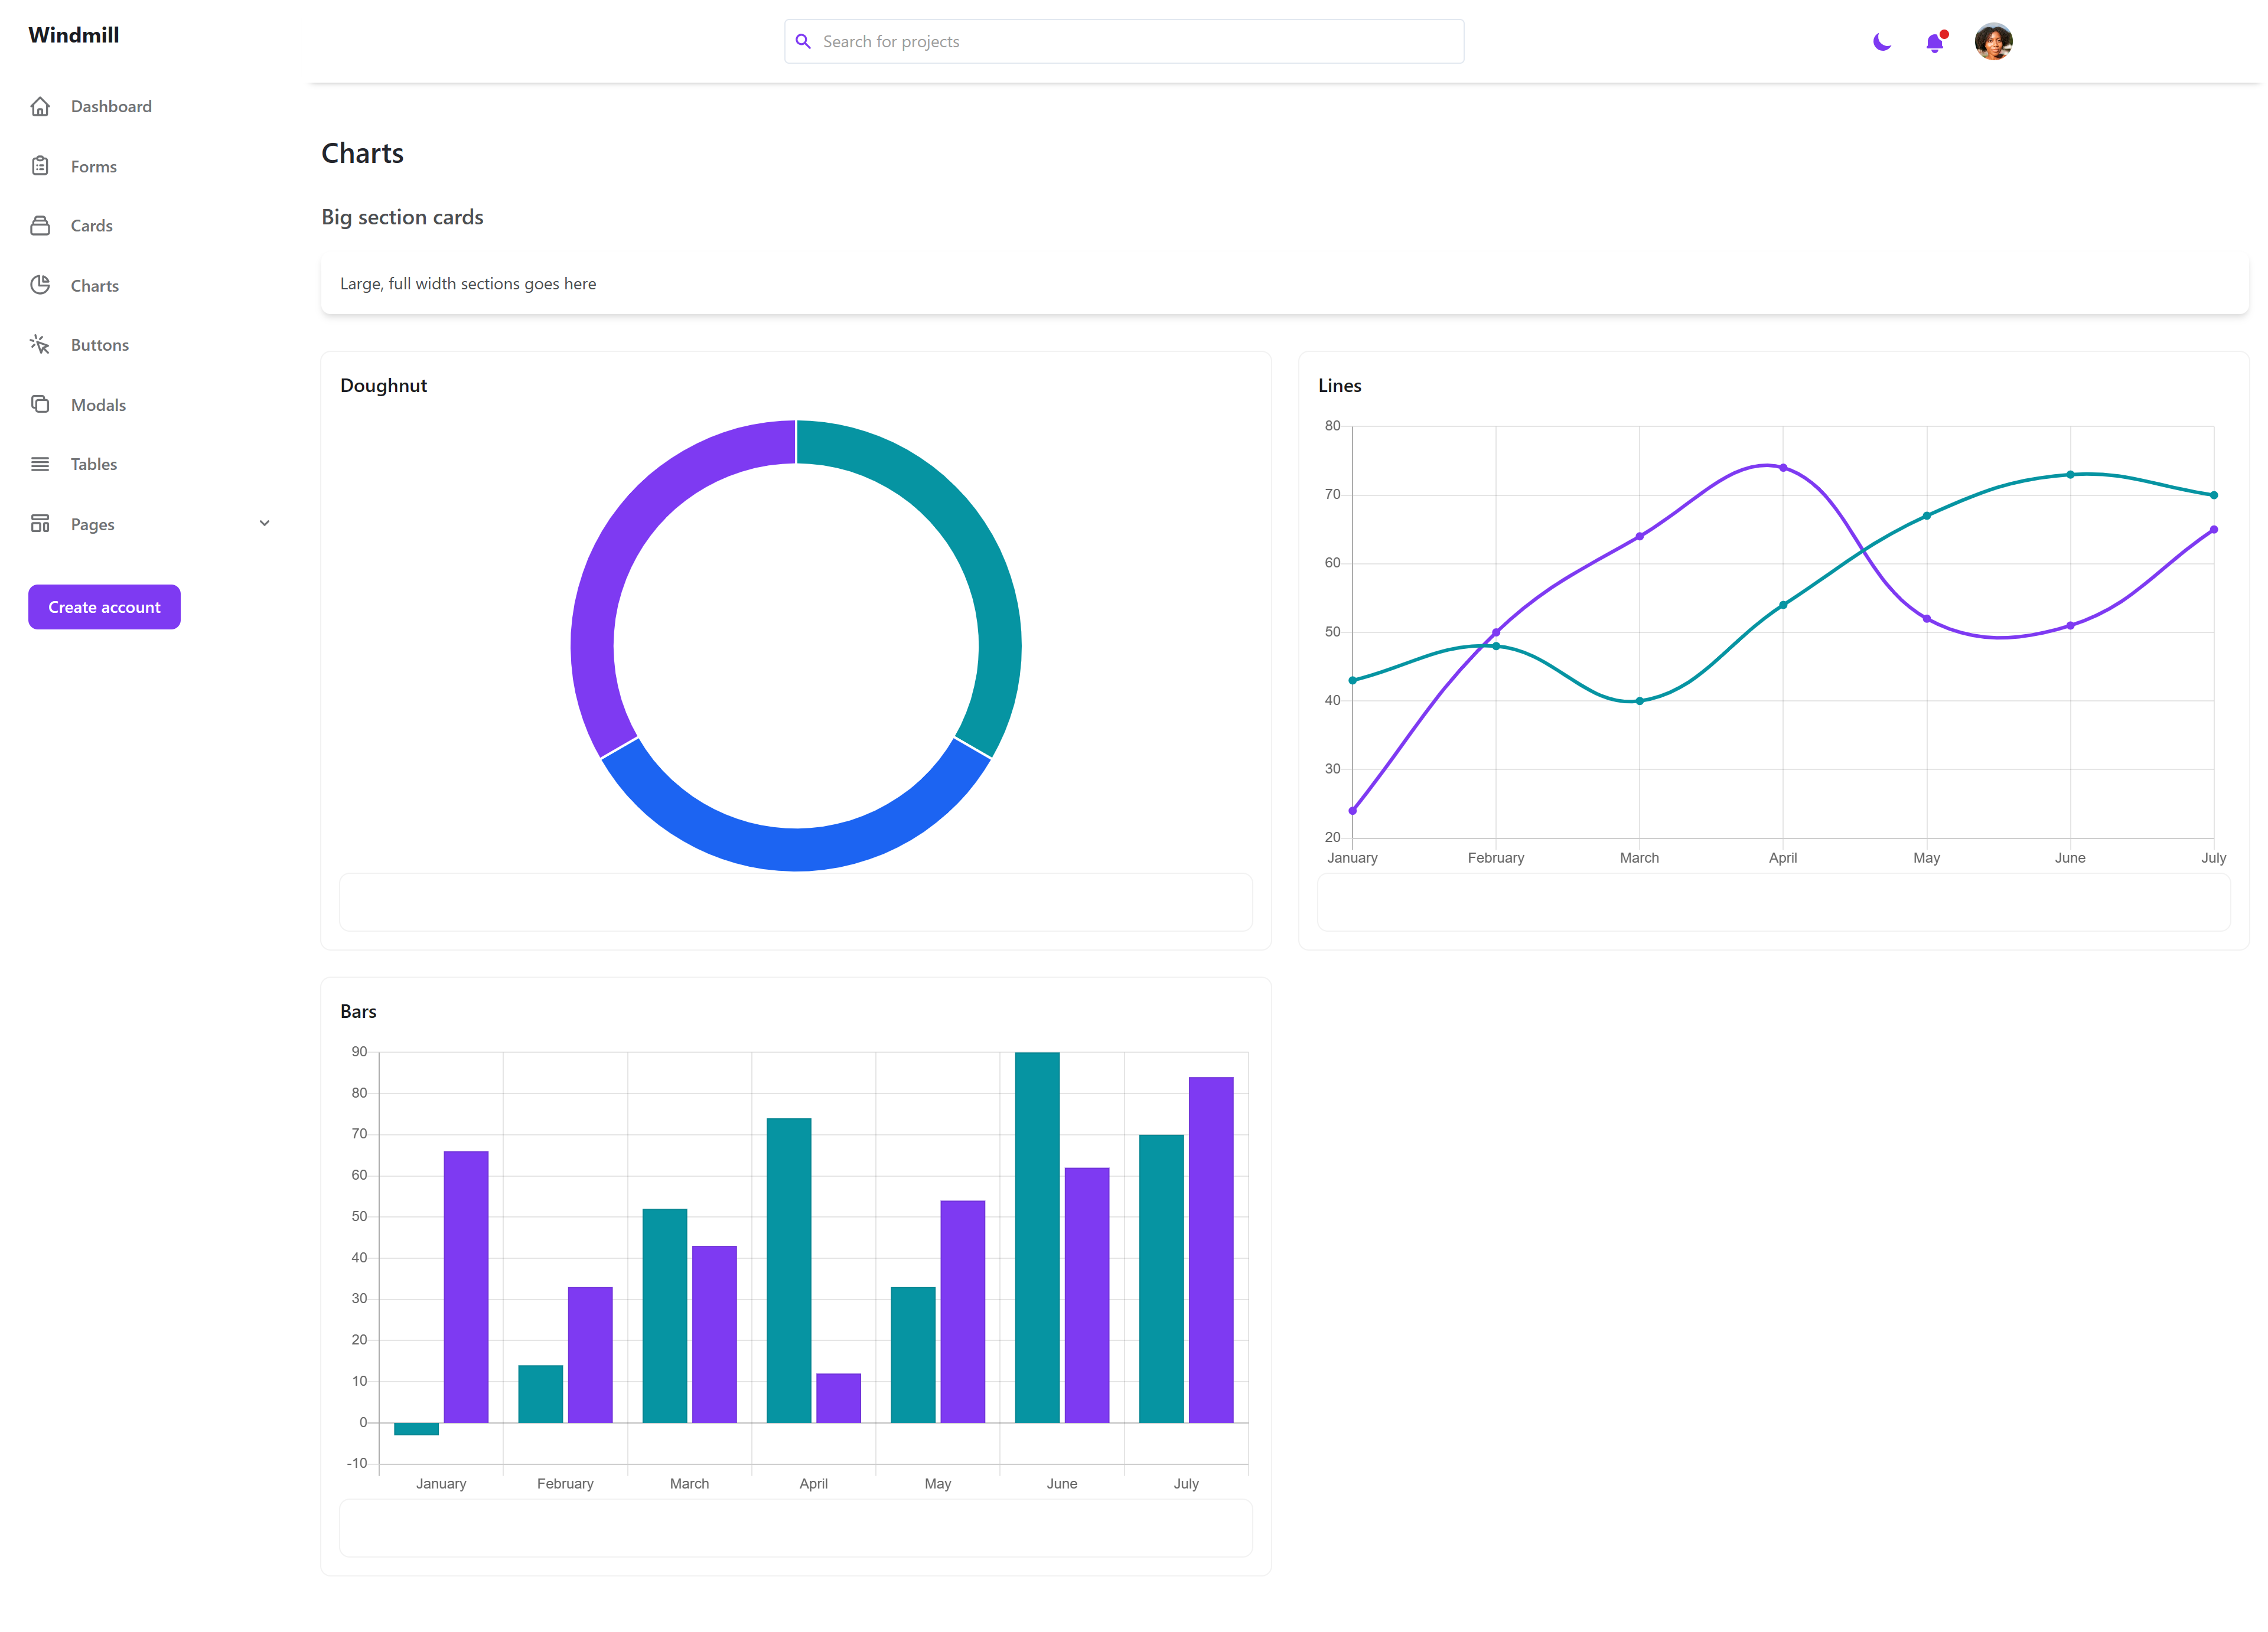 Windmill
Search for projects
Dashboard
Forms
Cards
Charts
Buttons
Modals
Tables
Pages
Create account
Charts
Big section cards
Large, full width sections goes here
Doughnut
Lines
80
70
60
50
40
30
20
January February March April May June July
Bars
90
80
70
60
50
40
30
20
10
0
-10
January February March April May June July